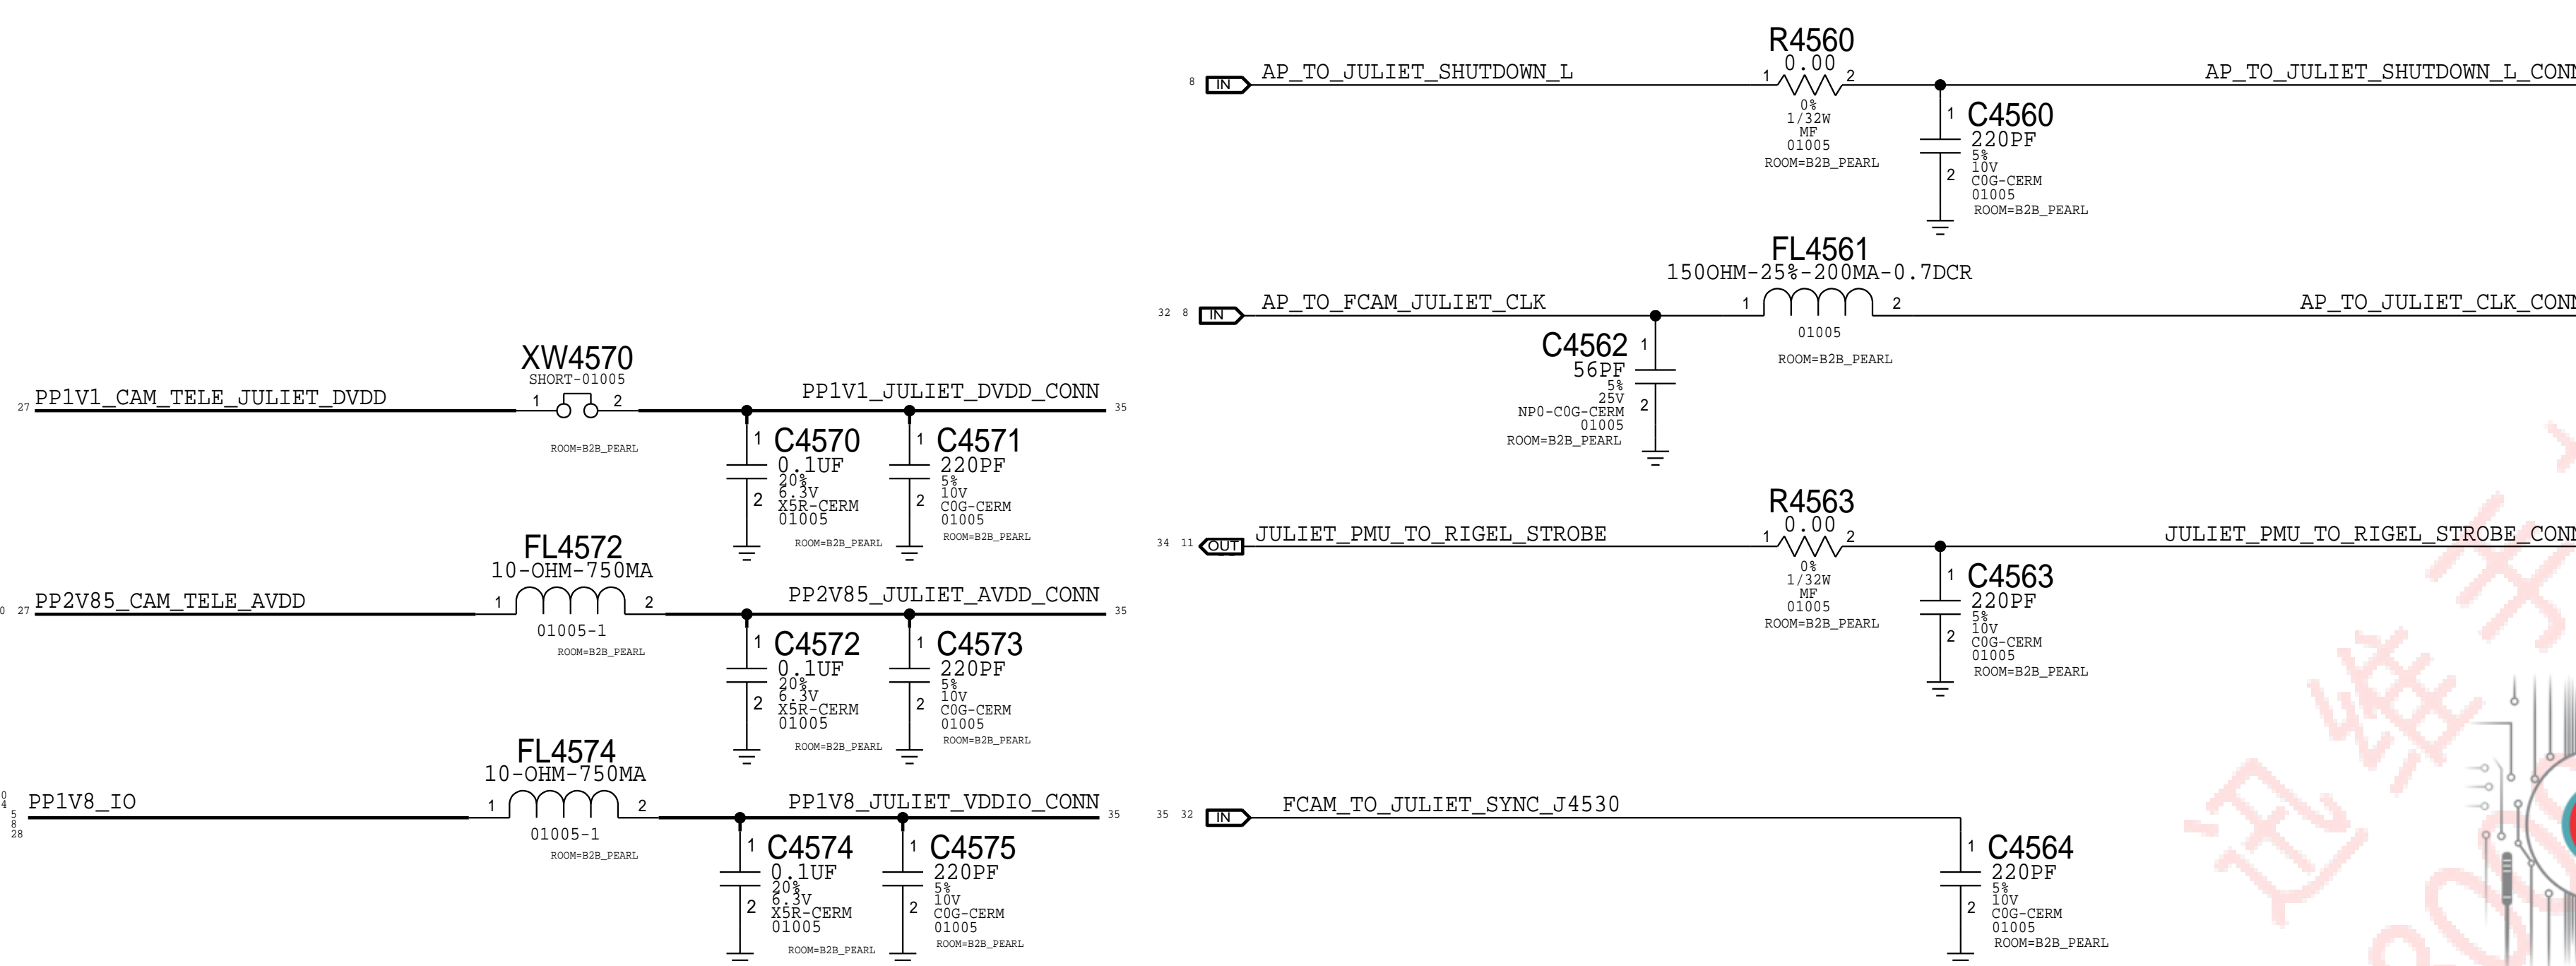 R4560
0.00
8 IN AP_TO_JULIET_SHUTDOWN_L 1 2 AP_TO_JULIET_SHUTDOWN_L_CONN
0%
1/32W
MF
01005
ROOM=B2B_PEARL
1 C4560
220PF
5%
10V
2 C0G-CERM
01005
ROOM=B2B_PEARL
FL4561
150OHM-25%-200MA-0.7DCR
32 8 IN AP_TO_FCAM_JULIET_CLK 1 2 AP_TO_JULIET_CLK_CONN
01005
ROOM=B2B_PEARL
C4562 1
56PF
5%
25V
NP0-C0G-CERM 2
01005
ROOM=B2B_PEARL
XW4570
SHORT-01005
27 PP1V1_CAM_TELE_JULIET_DVDD 1 2 PP1V1_JULIET_DVDD_CONN 35
ROOM=B2B_PEARL
1 C4570 1 C4571
0.1UF 220PF
20% 5%
6.3V 10V
2 X5R-CERM 2 C0G-CERM
01005 01005
ROOM=B2B_PEARL ROOM=B2B_PEARL
R4563
0.00
34 11 OUT JULIET_PMU_TO_RIGEL_STROBE 1 2 JULIET_PMU_TO_RIGEL_STROBE_CONN
0%
1/32W
MF
01005
ROOM=B2B_PEARL
1 C4563
220PF
5%
10V
2 C0G-CERM
01005
ROOM=B2B_PEARL
FL4572
10-OHM-750MA
0 27 PP2V85_CAM_TELE_AVDD 1 2 PP2V85_JULIET_AVDD_CONN 35
01005-1
ROOM=B2B_PEARL
1 C4572 1 C4573
0.1UF 220PF
20% 5%
6.3V 10V
2 X5R-CERM 2 C0G-CERM
01005 01005
ROOM=B2B_PEARL ROOM=B2B_PEARL
FL4574
10-OHM-750MA
0
4
5
8
28
PP1V8_IO 1 2 PP1V8_JULIET_VDDIO_CONN 35
01005-1
ROOM=B2B_PEARL
1 C4574 1 C4575
0.1UF 220PF
20% 5%
6.3V 10V
2 X5R-CERM 2 C0G-CERM
01005 01005
ROOM=B2B_PEARL ROOM=B2B_PEARL
35 32 IN FCAM_TO_JULIET_SYNC_J4530
1 C4564
220PF
5%
10V
2 C0G-CERM
01005
ROOM=B2B_PEARL
迅维手